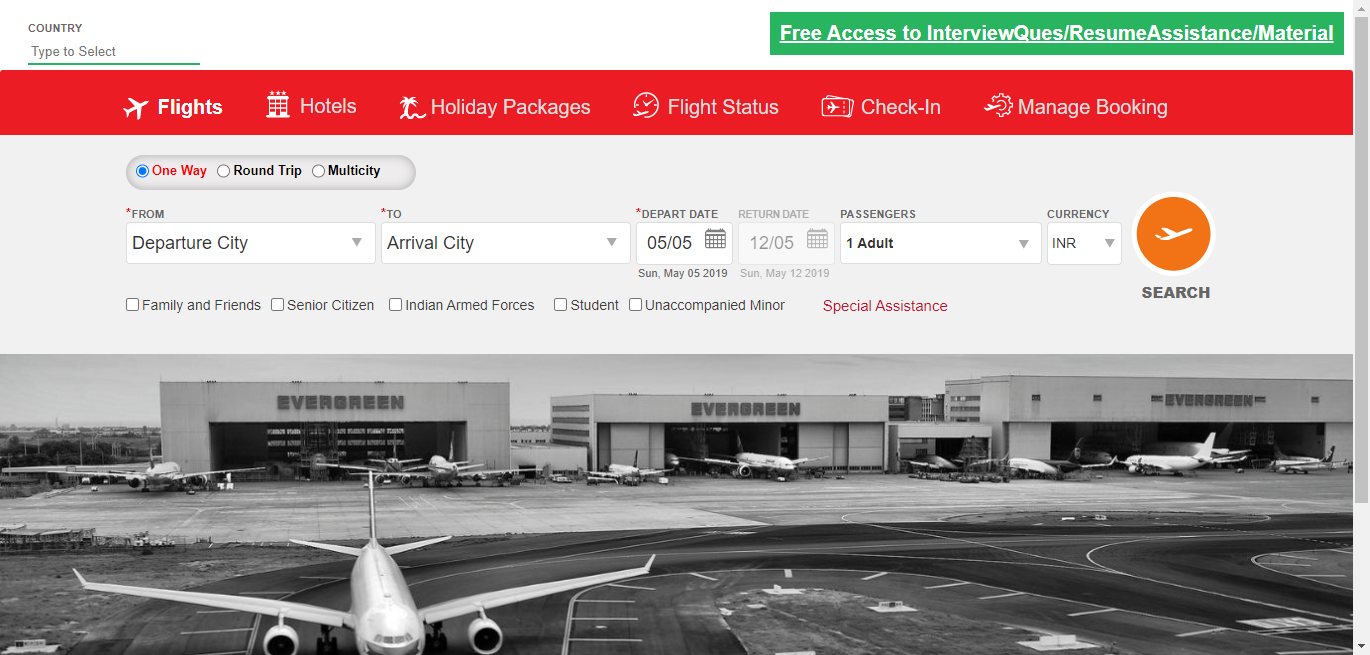 COUNTRY
Type to Select
Free Access to InterviewQues/ResumeAssistance/Material
Flights Hotels Holiday Packages Flight Status Check-In Manage Booking
One Way Round Trip Multicity
*FROM *TO *DEPART DATE RETURN DATE PASSENGERS CURRENCY
Departure City Arrival City 05/05 12/05 1 Adult INR
Sun, May 05 2019 Sun, May 12 2019
SEARCH
Family and Friends Senior Citizen Indian Armed Forces Student Unaccompanied Minor Special Assistance
EVERGREEN EVERGREEN EVERGREEN